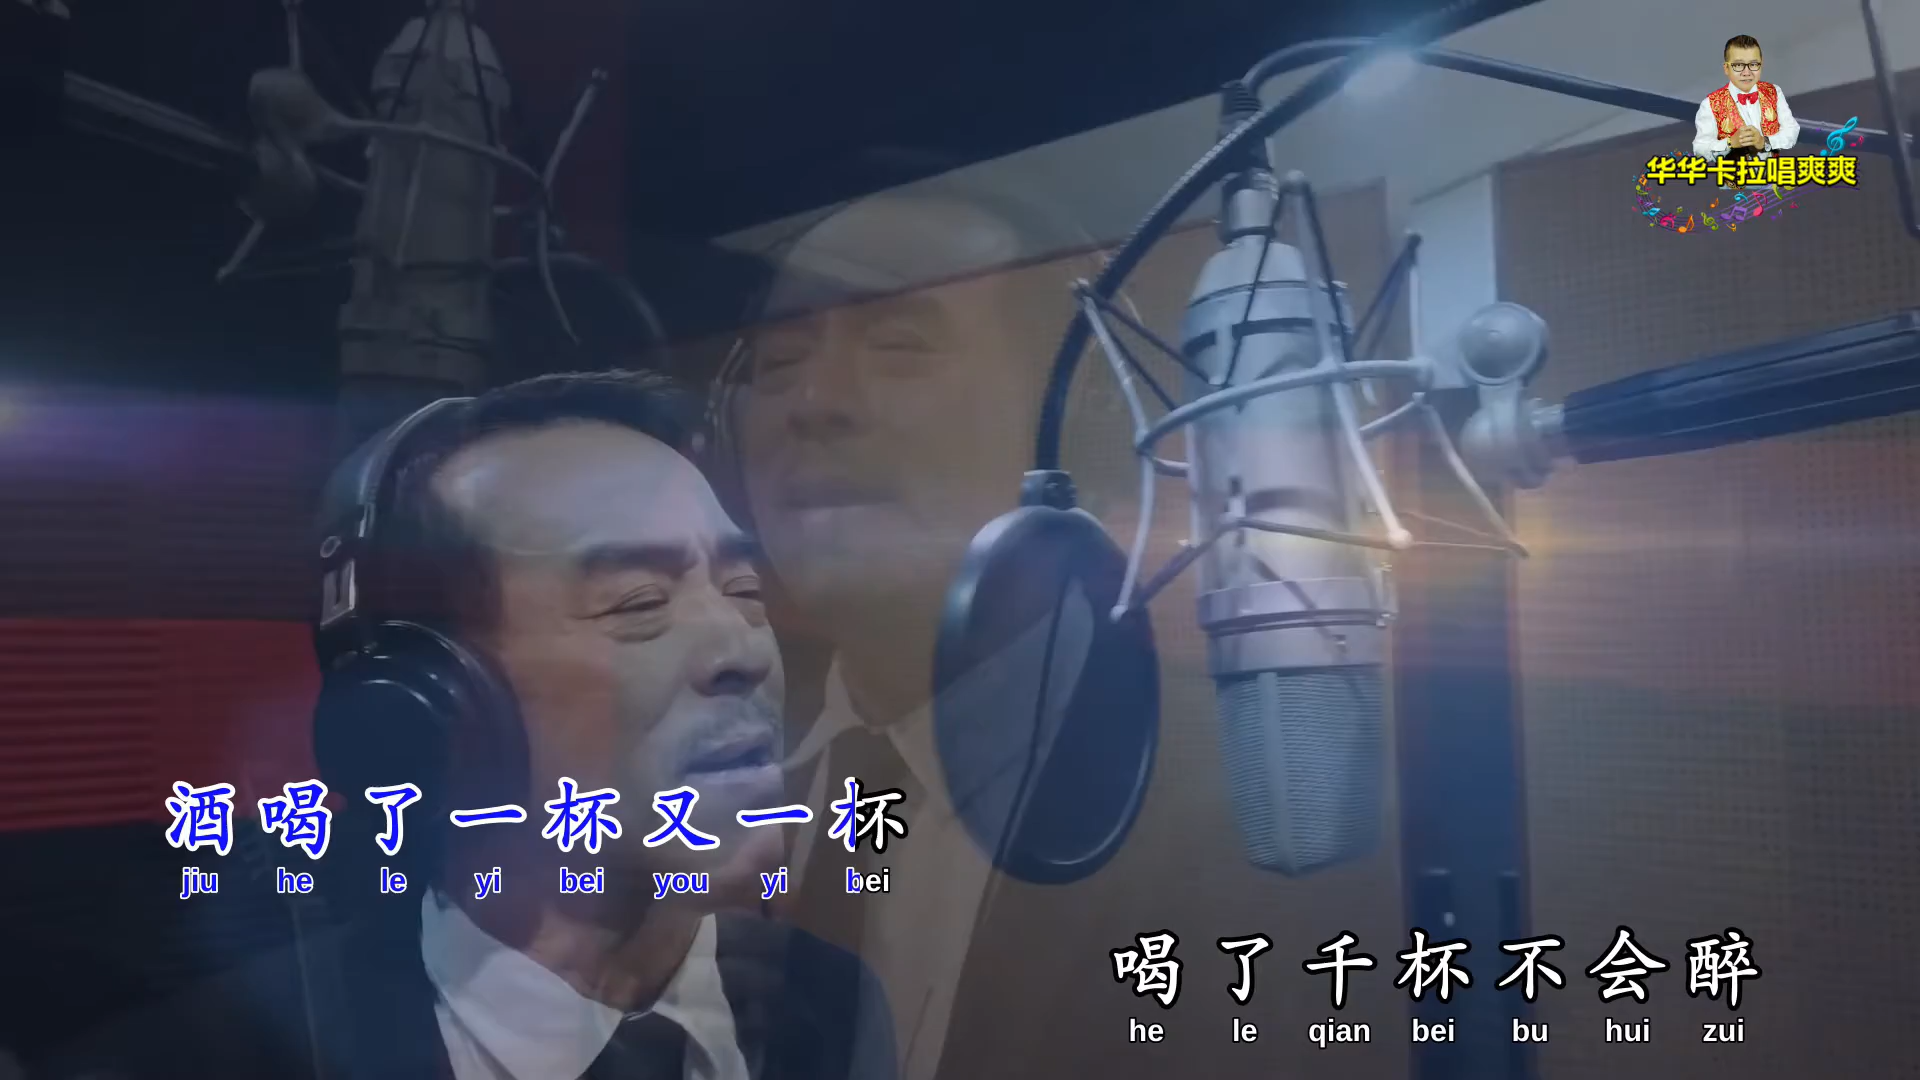 华华卡拉唱爽爽
酒喝了一杯又一杯
jiu he le yi bei you yi bei
喝了千杯不会醉
he le qian bei bu hui zui